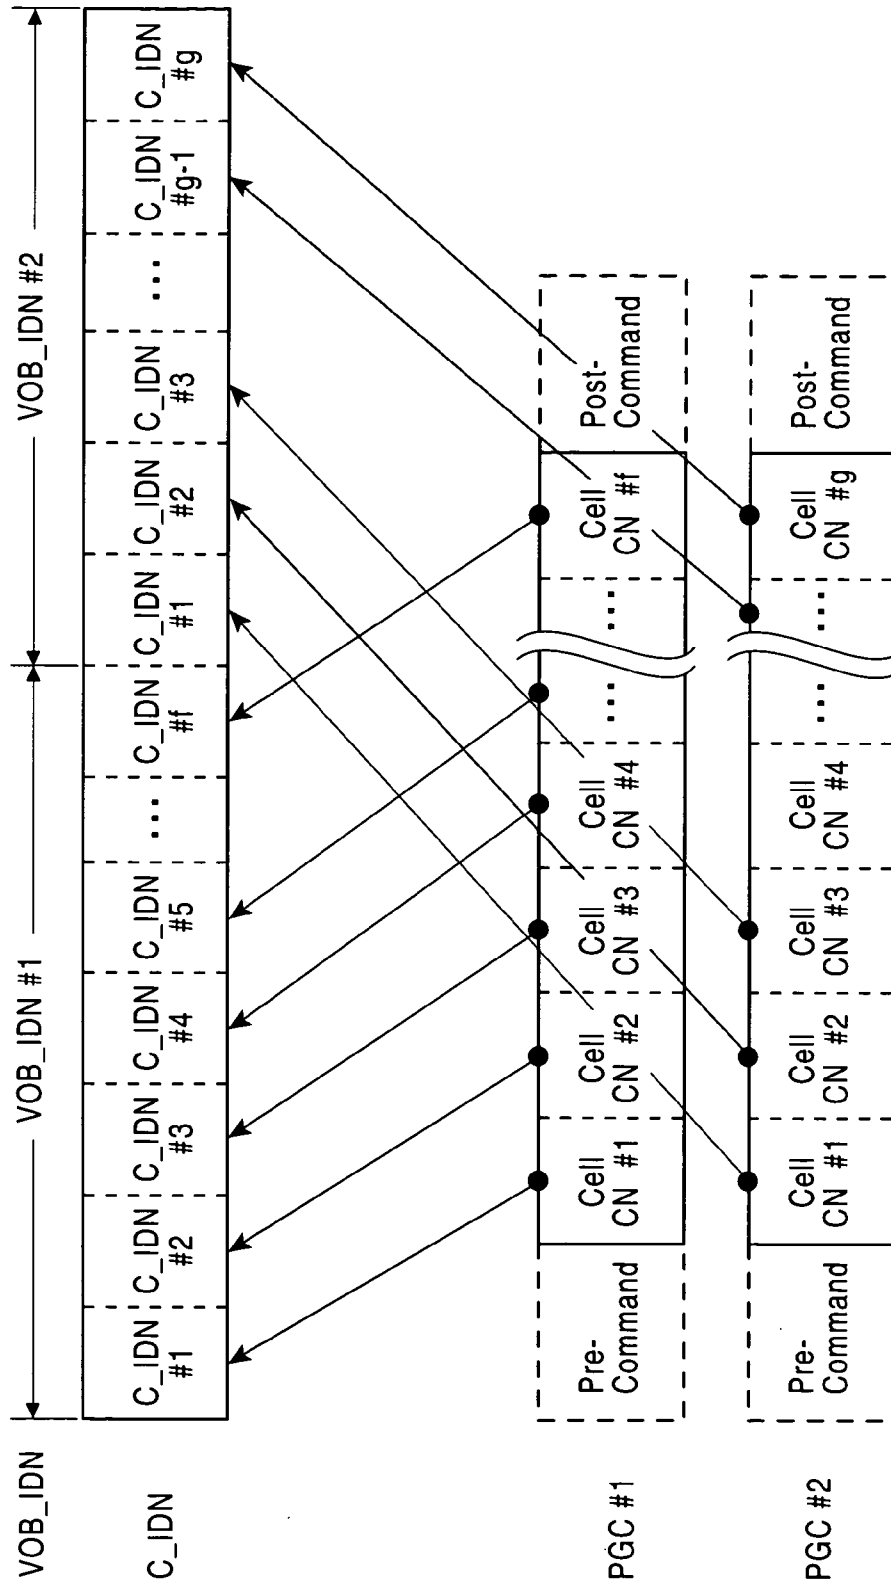 VOB_IDN
VOB_IDN #1
VOB_IDN #2
C_IDN
C_IDN
#1
C_IDN
#2
C_IDN
#3
C_IDN
#4
C_IDN
#5
...
C_IDN
#f
C_IDN
#1
C_IDN
#2
C_IDN
#3
...
C_IDN
#g-1
C_IDN
#g
PGC #1
Pre-
Command
Cell
CN #1
Cell
CN #2
Cell
CN #3
Cell
CN #4
...
...
Cell
CN #f
Post-
Command
PGC #2
Pre-
Command
Cell
CN #1
Cell
CN #2
Cell
CN #3
Cell
CN #4
...
...
Cell
CN #g
Post-
Command